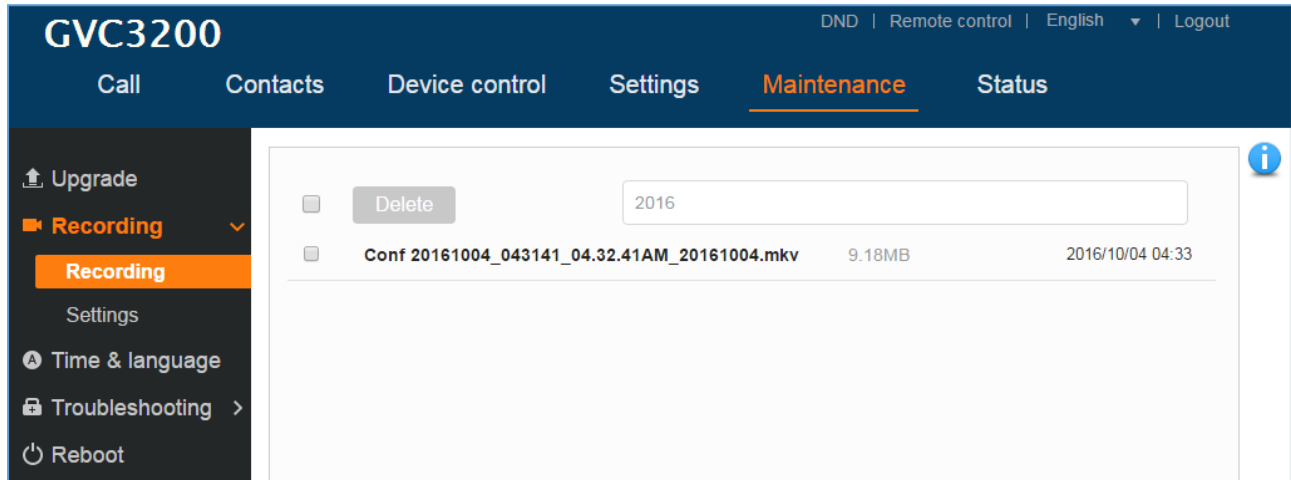 GVC3200
DND | Remote control | English | Logout
Call Contacts Device control Settings Maintenance Status
Upgrade
Recording
Recording
Settings
Time & language
Troubleshooting
Reboot
Delete 2016
Conf 20161004_043141_04.32.41AM_20161004.mkv 9.18MB 2016/10/04 04:33